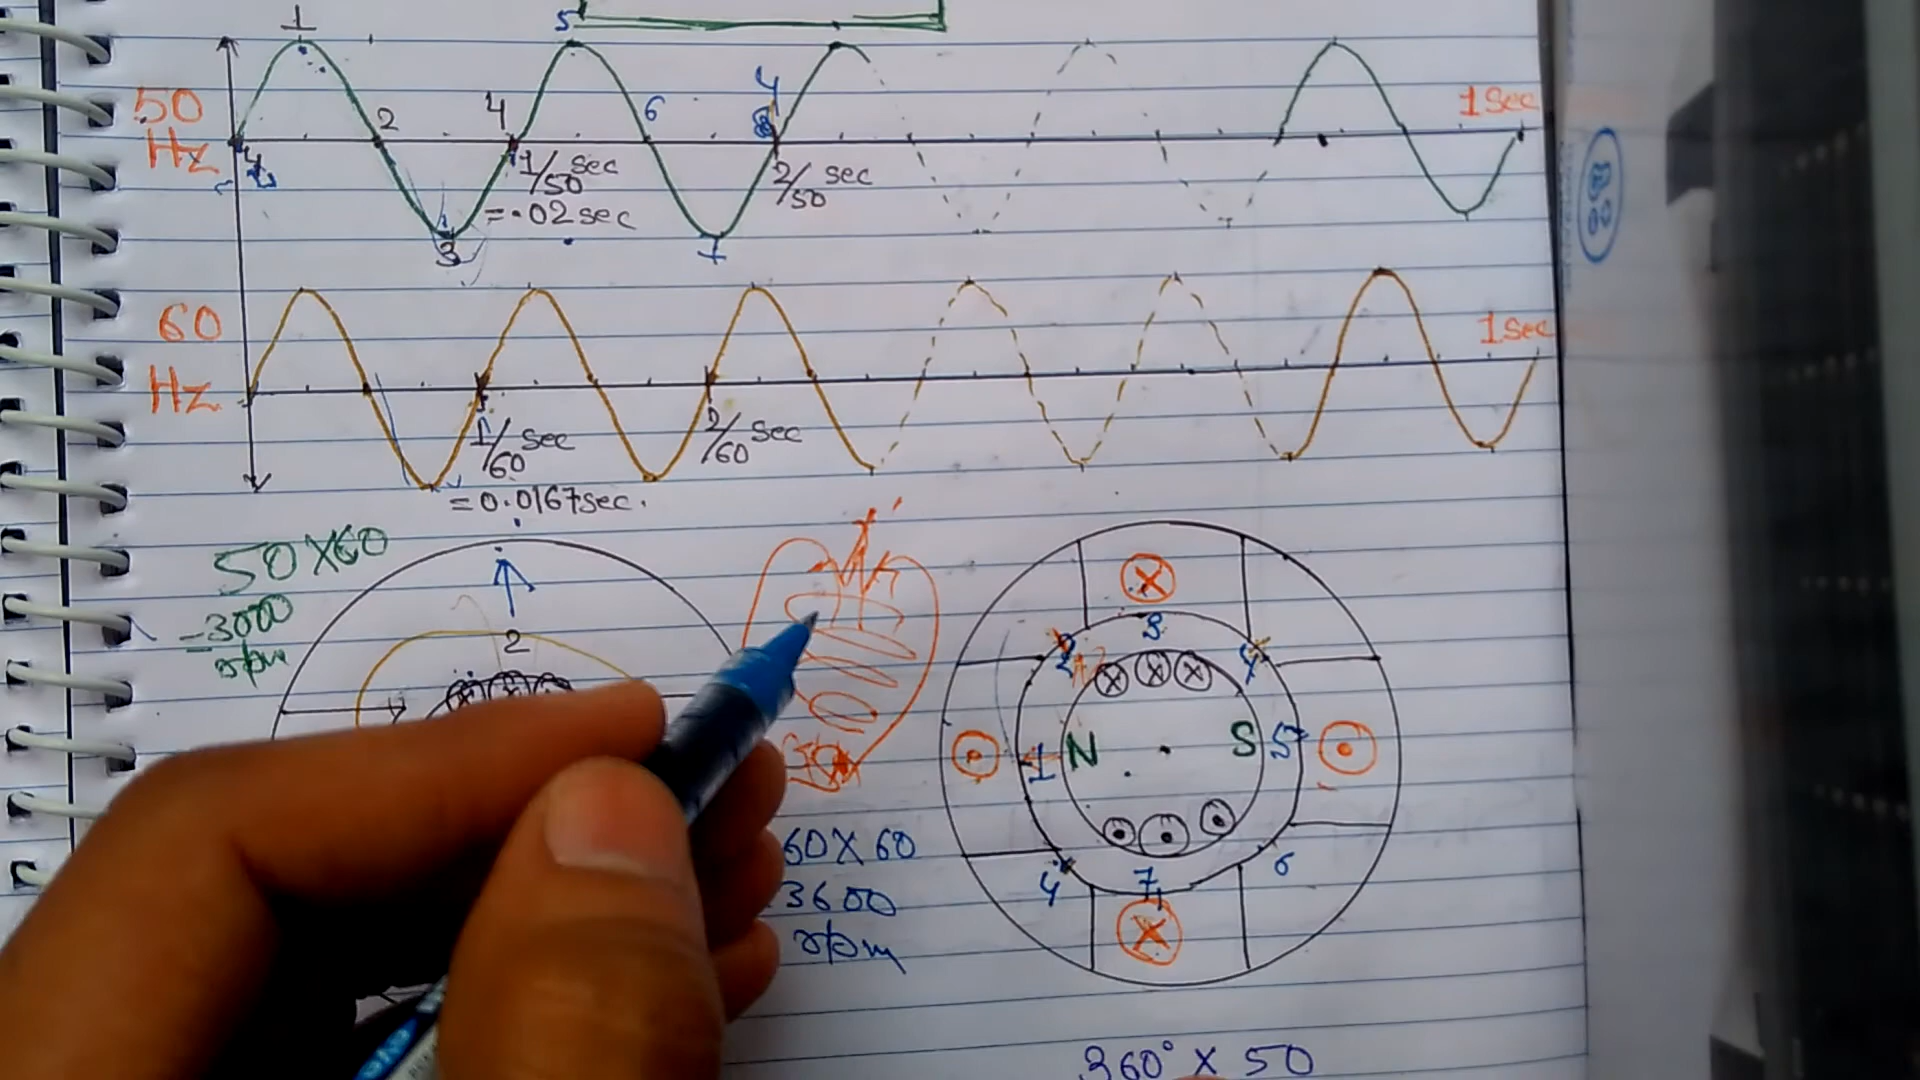 1
5
50
Hz
2
4
6
8
1 Sec
1/50 sec
= .02 sec
2/50 sec
3
7
60
Hz
1 Sec
1/60 sec
= 0.0167 sec.
2/60 sec
50 X 60
= 3000
rpm
2
X
2
3
4
X X X
1
N
S
5
60 X 60
3600
rpm
4
7
6
X
360° X 50